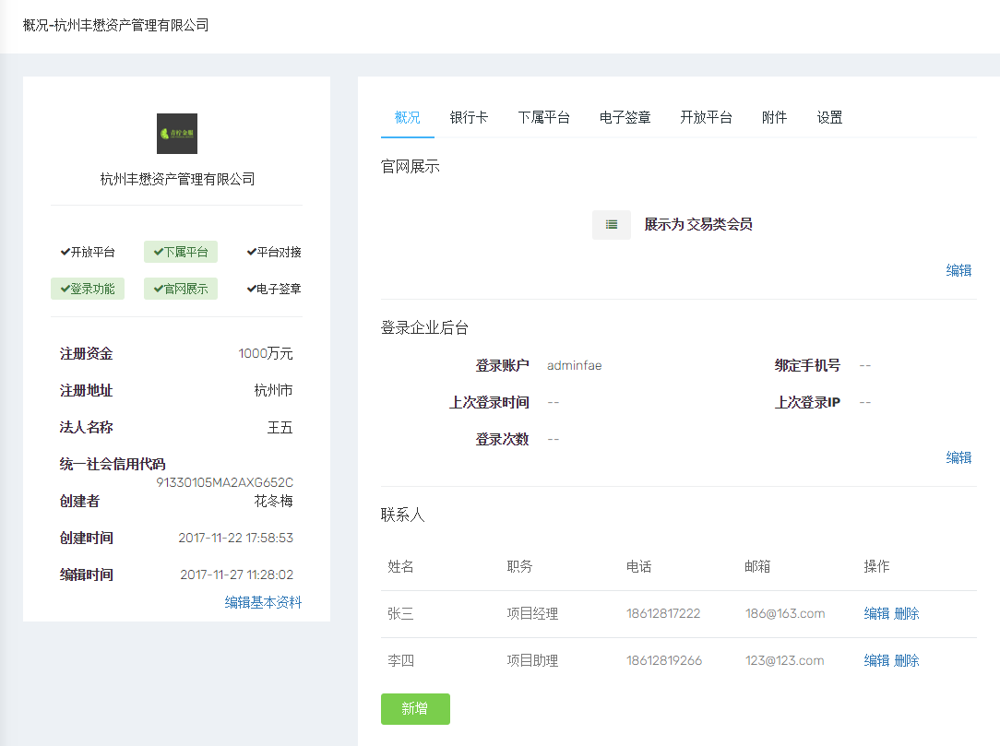 概况-杭州丰懋资产管理有限公司
杭州丰懋资产管理有限公司
开放平台 下属平台 平台对接
登录功能 官网展示 电子签章
注册资金 1000万元
注册地址 杭州市
法人名称 王五
统一社会信用代码
91330105MA2AXG652C
创建者 花冬梅
创建时间 2017-11-22 17:58:53
编辑时间 2017-11-27 11:28:02
编辑基本资料
概况 银行卡 下属平台 电子签章 开放平台 附件 设置
官网展示
展示为 交易类会员
编辑
登录企业后台
登录账户 adminfae 绑定手机号 --
上次登录时间 -- 上次登录IP --
登录次数 --
编辑
联系人
姓名 职务 电话 邮箱 操作
张三 项目经理 18612817222 186@163.com 编辑 删除
李四 项目助理 18612819266 123@123.com 编辑 删除
新增